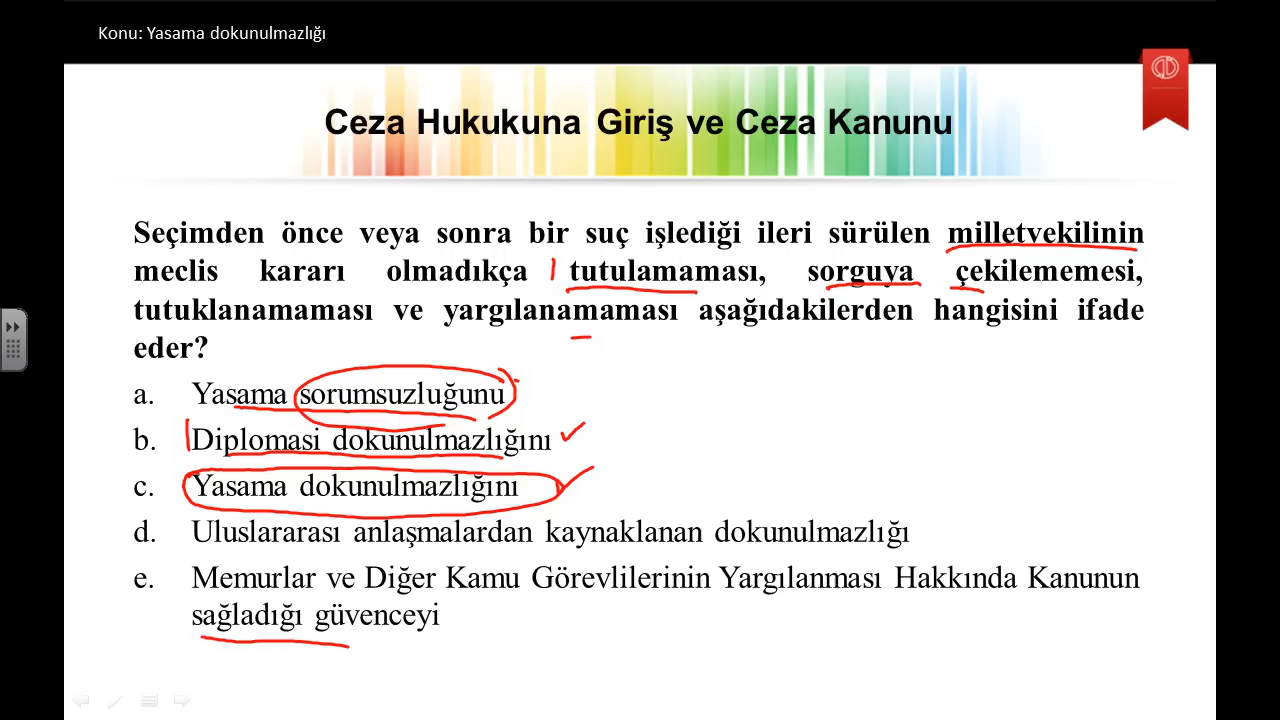 Konu: Yasama dokunulmazlığı
Ceza Hukukuna Giriş ve Ceza Kanunu
Seçimden önce veya sonra bir suç işlediği ileri sürülen milletvekilinin
meclis kararı olmadıkça tutulamaması, sorguya çekilememesi,
tutuklanamaması ve yargılanamaması aşağıdakilerden hangisini ifade
eder?
a. Yasama sorumsuzluğunu
b. Diplomasi dokunulmazlığını
c. Yasama dokunulmazlığını
d. Uluslararası anlaşmalardan kaynaklanan dokunulmazlığı
e. Memurlar ve Diğer Kamu Görevlilerinin Yargılanması Hakkında Kanunun
sağladığı güvenceyi